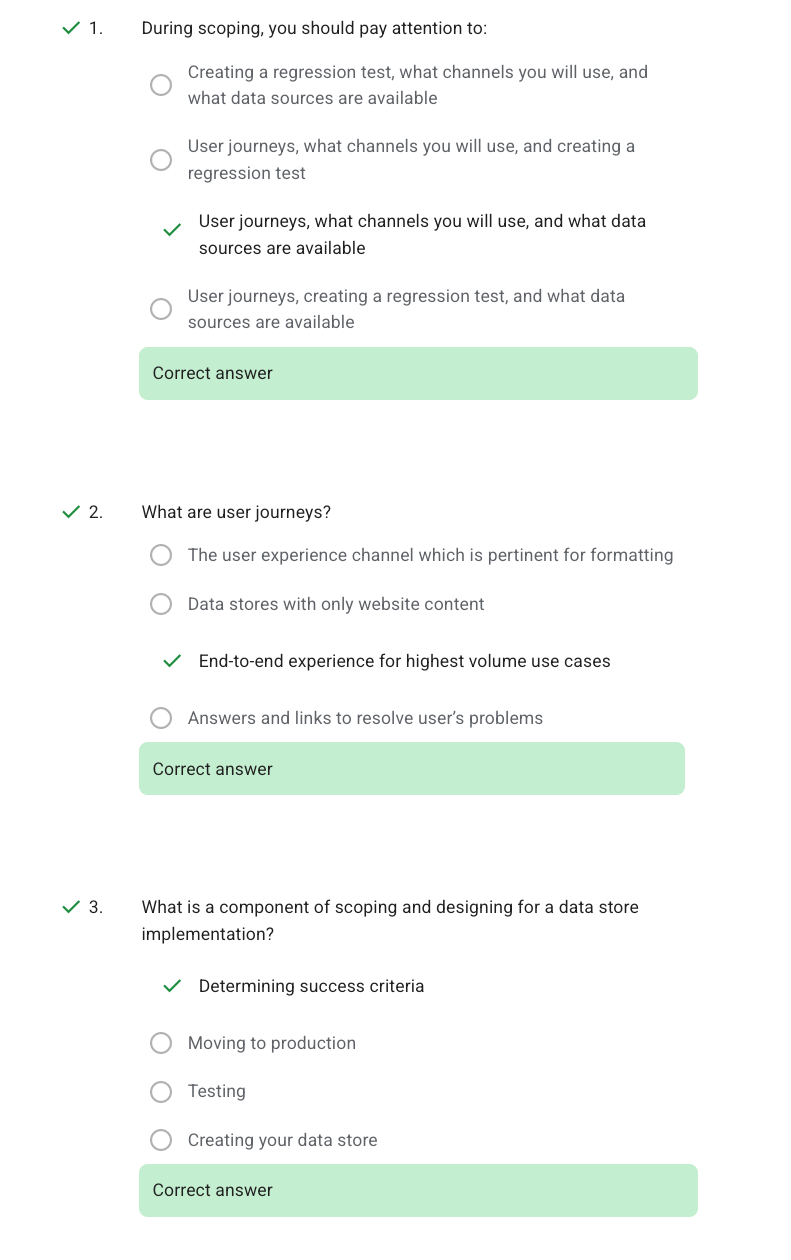 1. During scoping, you should pay attention to:
Creating a regression test, what channels you will use, and
what data sources are available
User journeys, what channels you will use, and creating a
regression test
User journeys, what channels you will use, and what data
sources are available
User journeys, creating a regression test, and what data
sources are available
Correct answer
2. What are user journeys?
The user experience channel which is pertinent for formatting
Data stores with only website content
End-to-end experience for highest volume use cases
Answers and links to resolve user’s problems
Correct answer
3. What is a component of scoping and designing for a data store
implementation?
Determining success criteria
Moving to production
Testing
Creating your data store
Correct answer